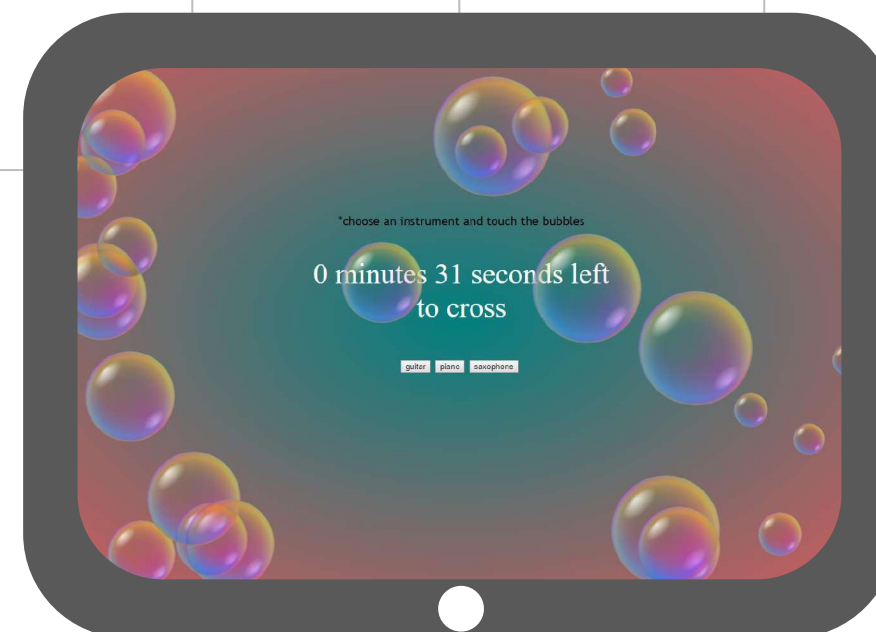 *choose an instrument and touch the bubbles
0 minutes 31 seconds left
to cross
guitar piano saxophone